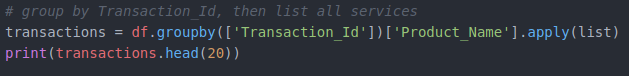 # group by Transaction_Id, then list all services
transactions = df.groupby(['Transaction_Id'])['Product_Name'].apply(list)
print(transactions.head(20))